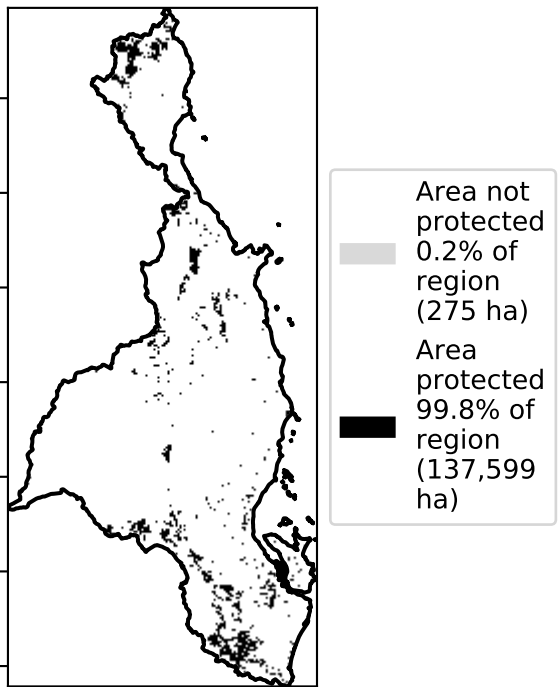 Area not
protected
0.2% of
region
(275 ha)
Area
protected
99.8% of
region
(137,599
ha)